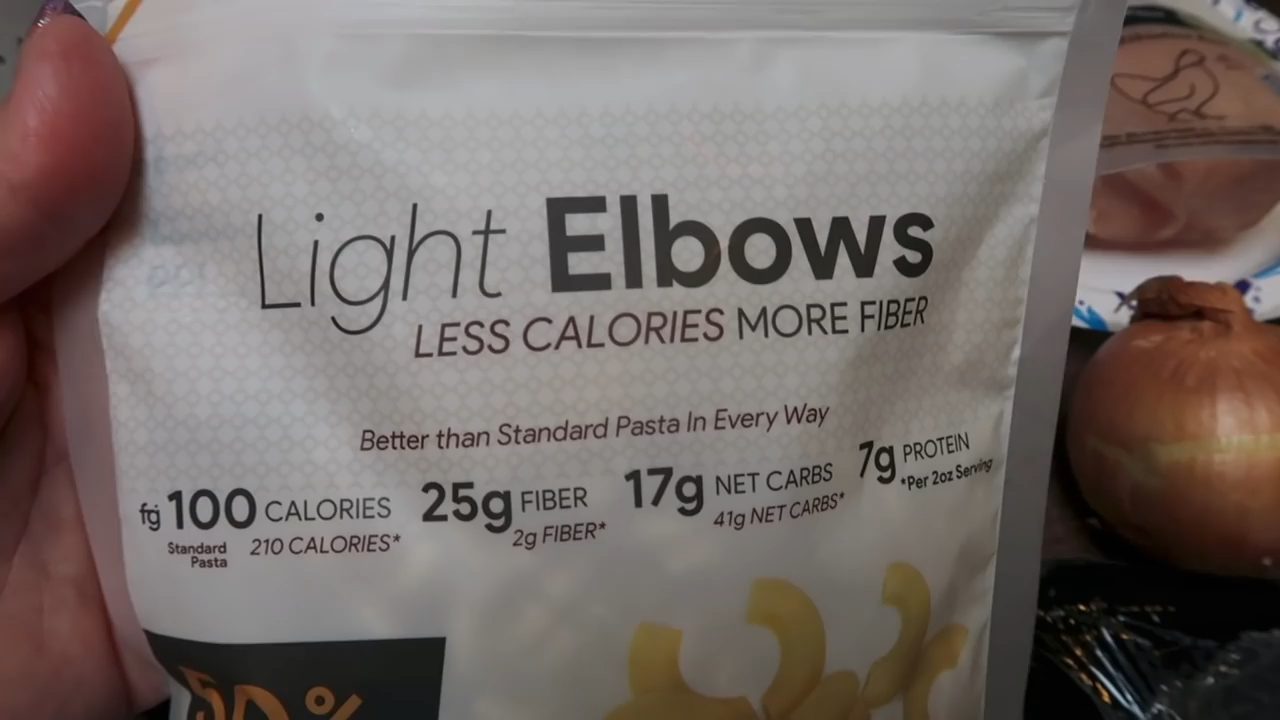 Light Elbows
LESS CALORIES MORE FIBER
Better than Standard Pasta In Every Way
fg 100 CALORIES 25g FIBER 17g NET CARBS 7g PROTEIN
Standard Pasta 210 CALORIES* 2g FIBER* 41g NET CARBS* *Per 2oz Serving
50%